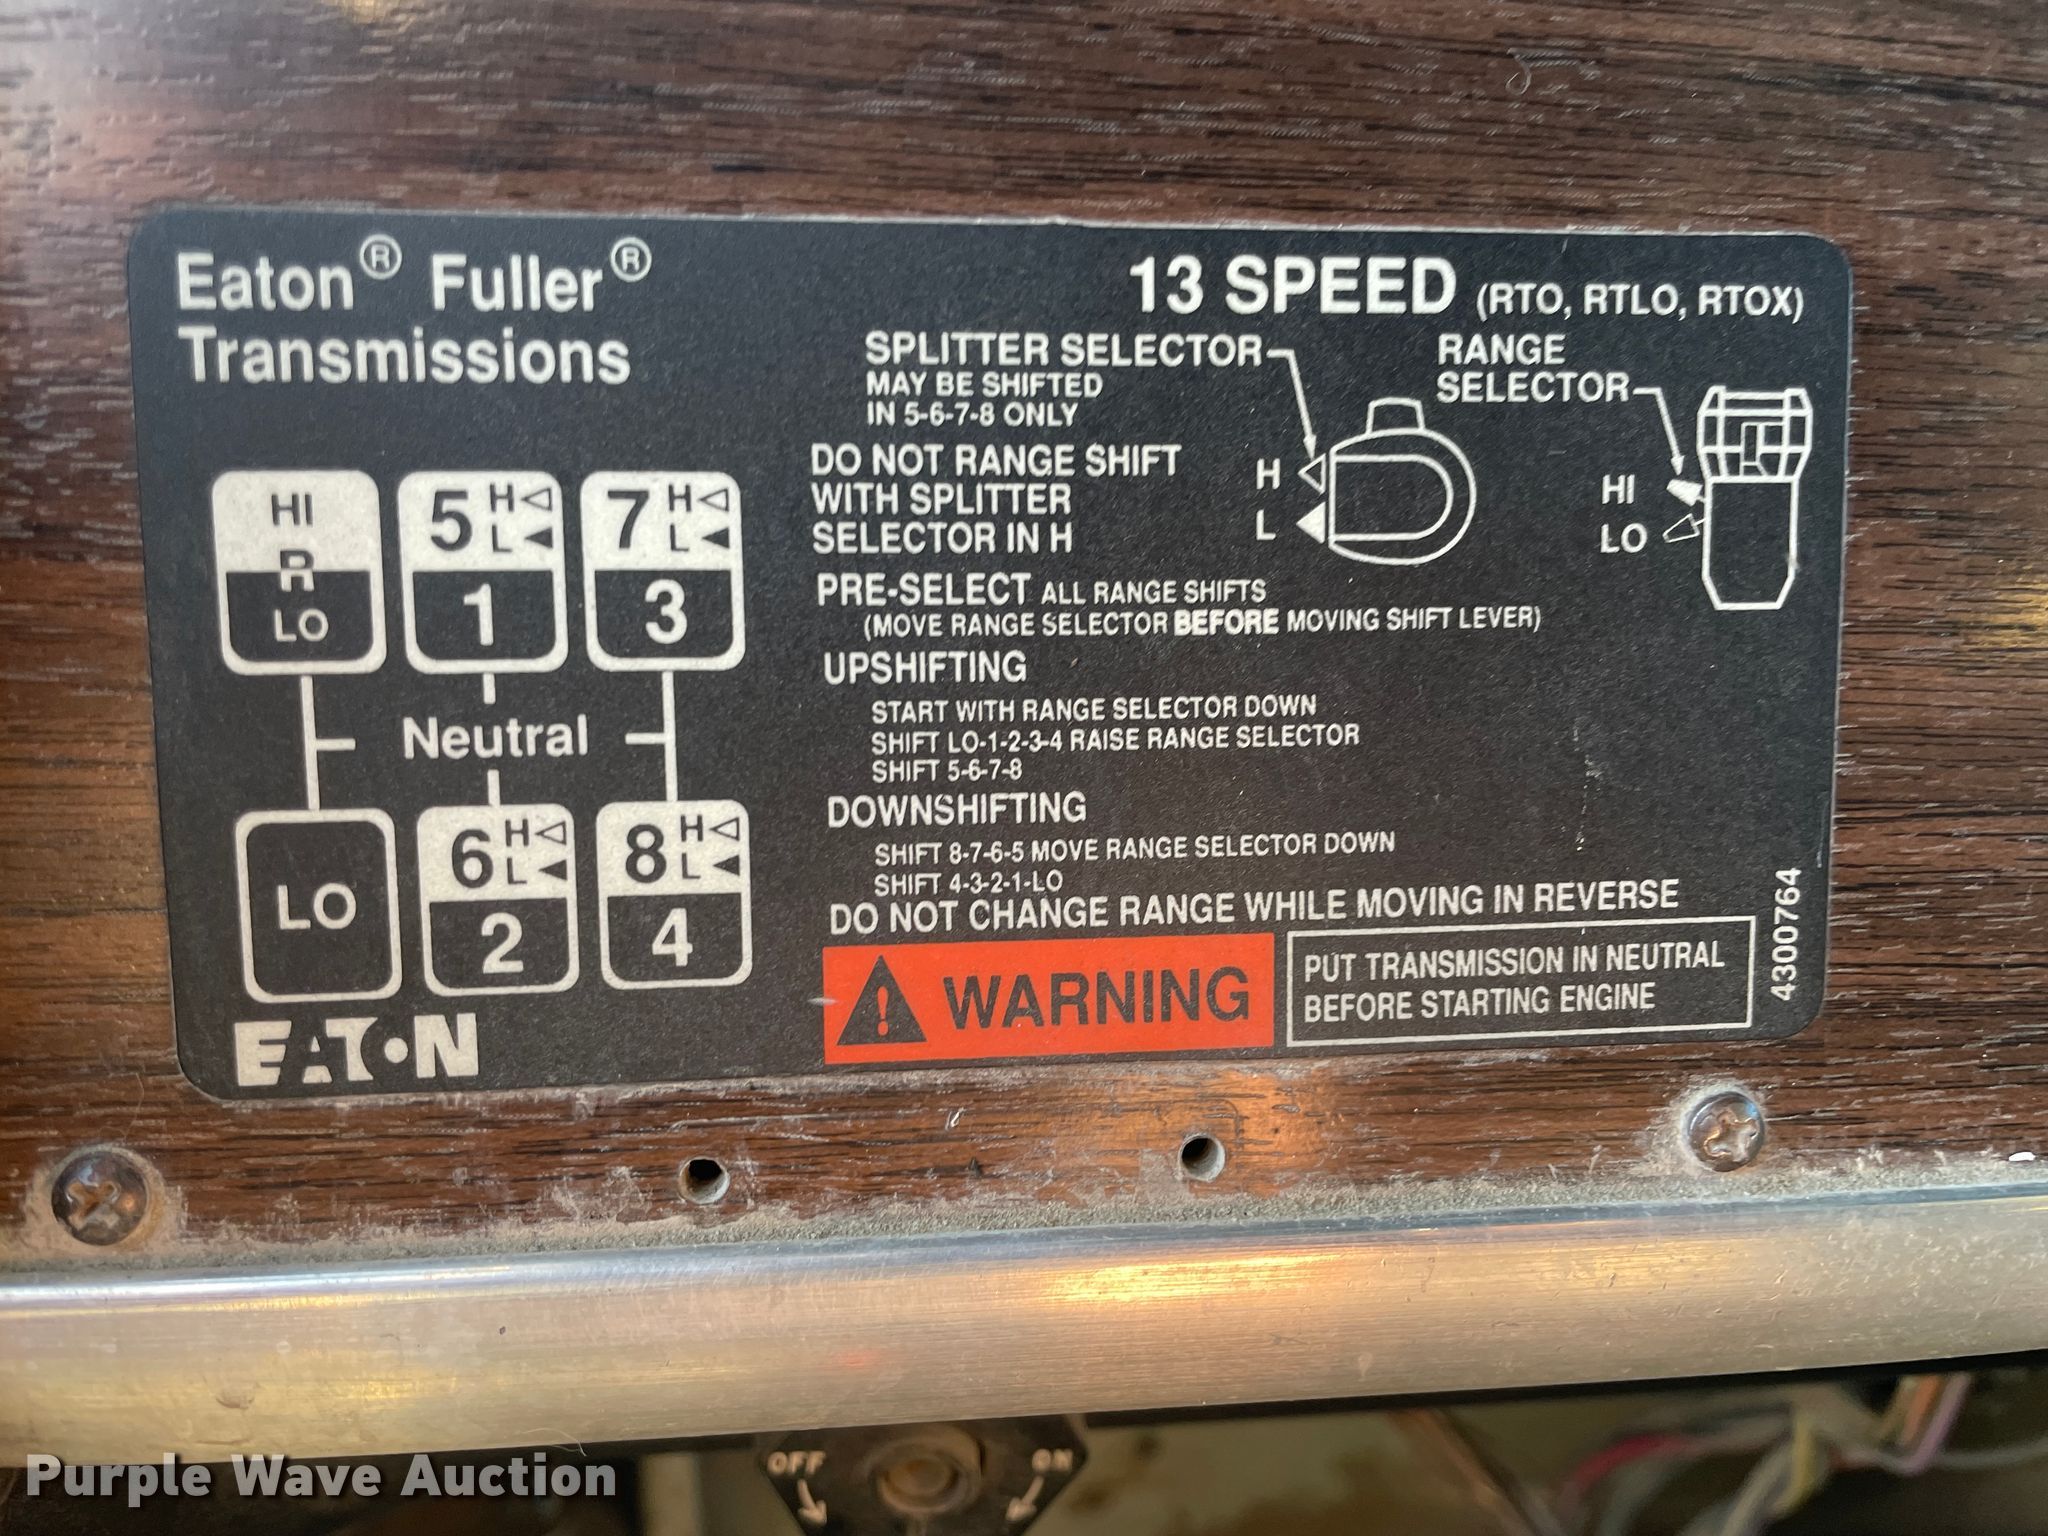 Eaton® Fuller®
Transmissions
13 SPEED (RTO, RTLO, RTOX)
SPLITTER SELECTOR
MAY BE SHIFTED
IN 5-6-7-8 ONLY
RANGE
SELECTOR
DO NOT RANGE SHIFT
WITH SPLITTER
SELECTOR IN H
H
L
HI
LO
PRE-SELECT ALL RANGE SHIFTS
(MOVE RANGE SELECTOR BEFORE MOVING SHIFT LEVER)
UPSHIFTING
START WITH RANGE SELECTOR DOWN
SHIFT LO-1-2-3-4 RAISE RANGE SELECTOR
SHIFT 5-6-7-8
DOWNSHIFTING
SHIFT 8-7-6-5 MOVE RANGE SELECTOR DOWN
SHIFT 4-3-2-1-LO
DO NOT CHANGE RANGE WHILE MOVING IN REVERSE
WARNING
PUT TRANSMISSION IN NEUTRAL
BEFORE STARTING ENGINE
4300764
HI
R
LO
5 H
L
1
7 H
L
3
Neutral
LO
6 H
L
2
8 H
L
4
EATON
OFF
ON
Purple Wave Auction